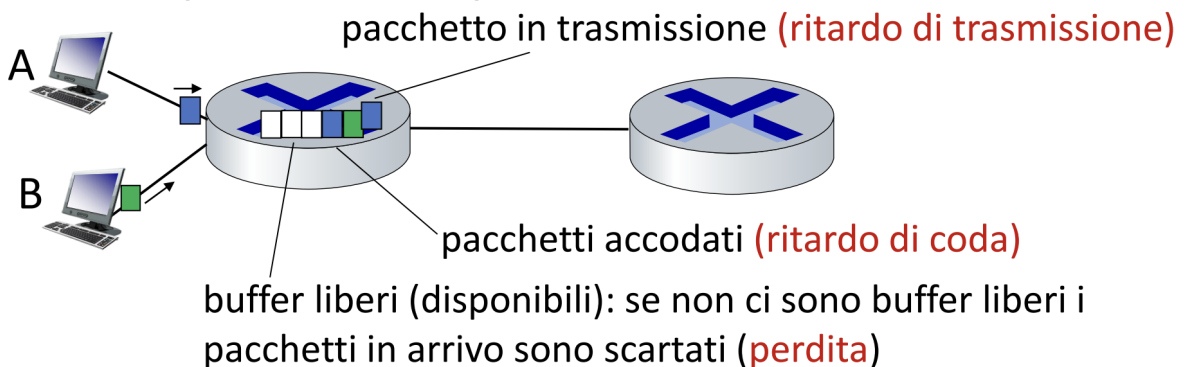 pacchetto in trasmissione (ritardo di trasmissione)
A
B
pacchetti accodati (ritardo di coda)
buffer liberi (disponibili): se non ci sono buffer liberi i
pacchetti in arrivo sono scartati (perdita)